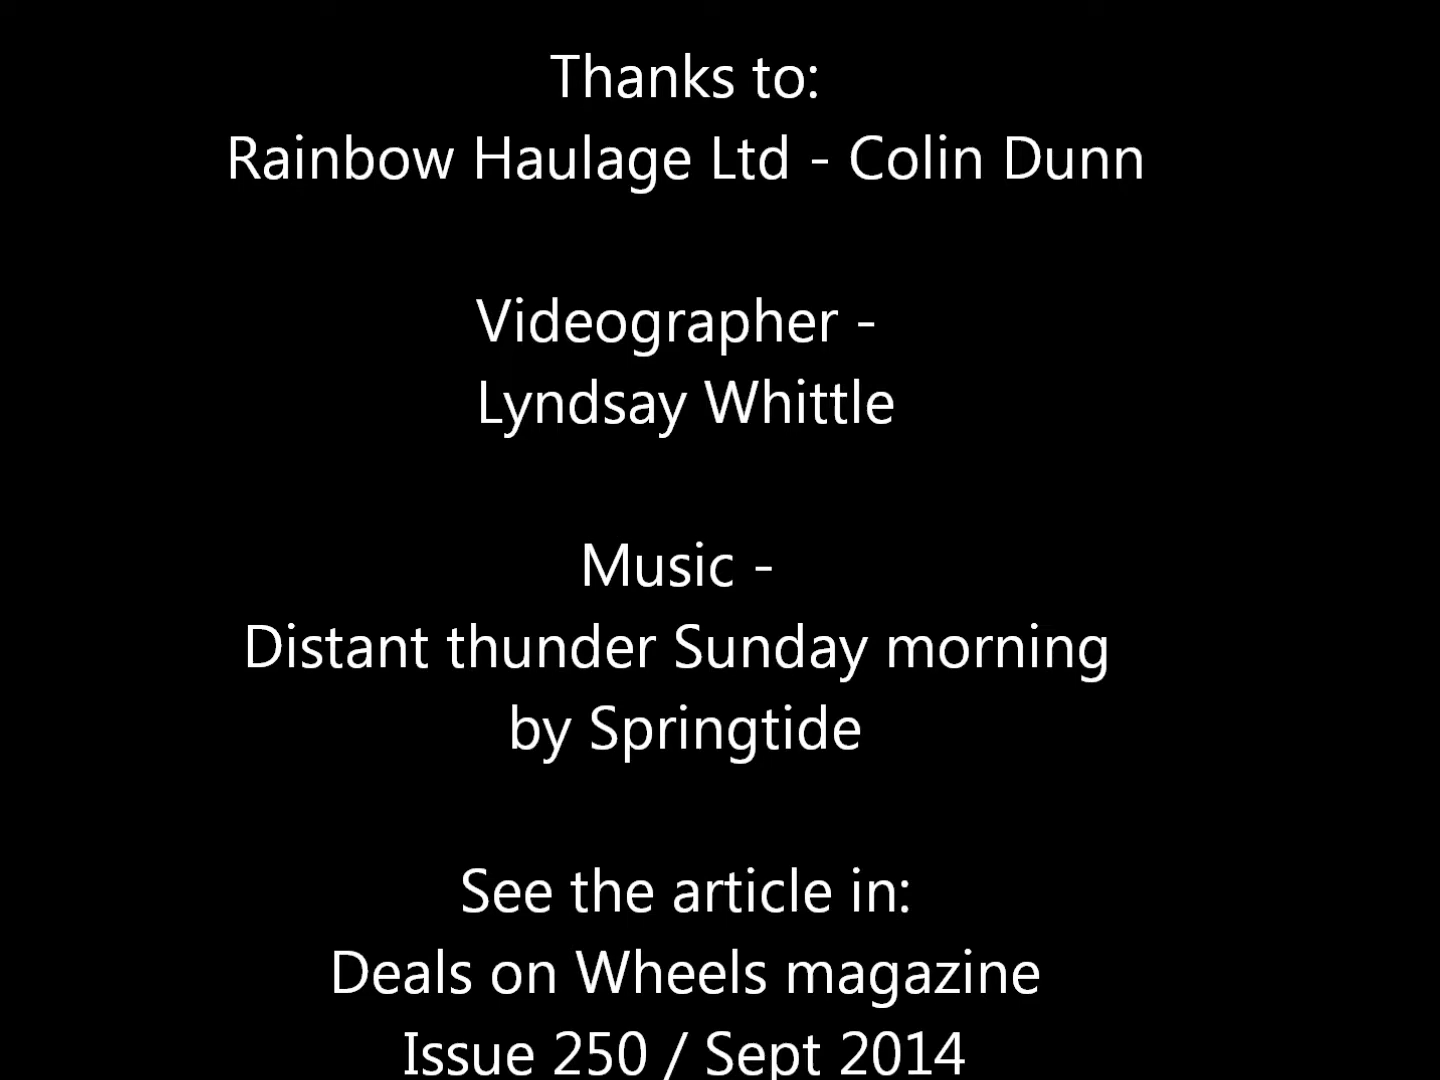 Thanks to:
Rainbow Haulage Ltd - Colin Dunn
Videographer -
Lyndsay Whittle
Music -
Distant thunder Sunday morning
by Springtide
See the article in:
Deals on Wheels magazine
Issue 250 / Sept 2014